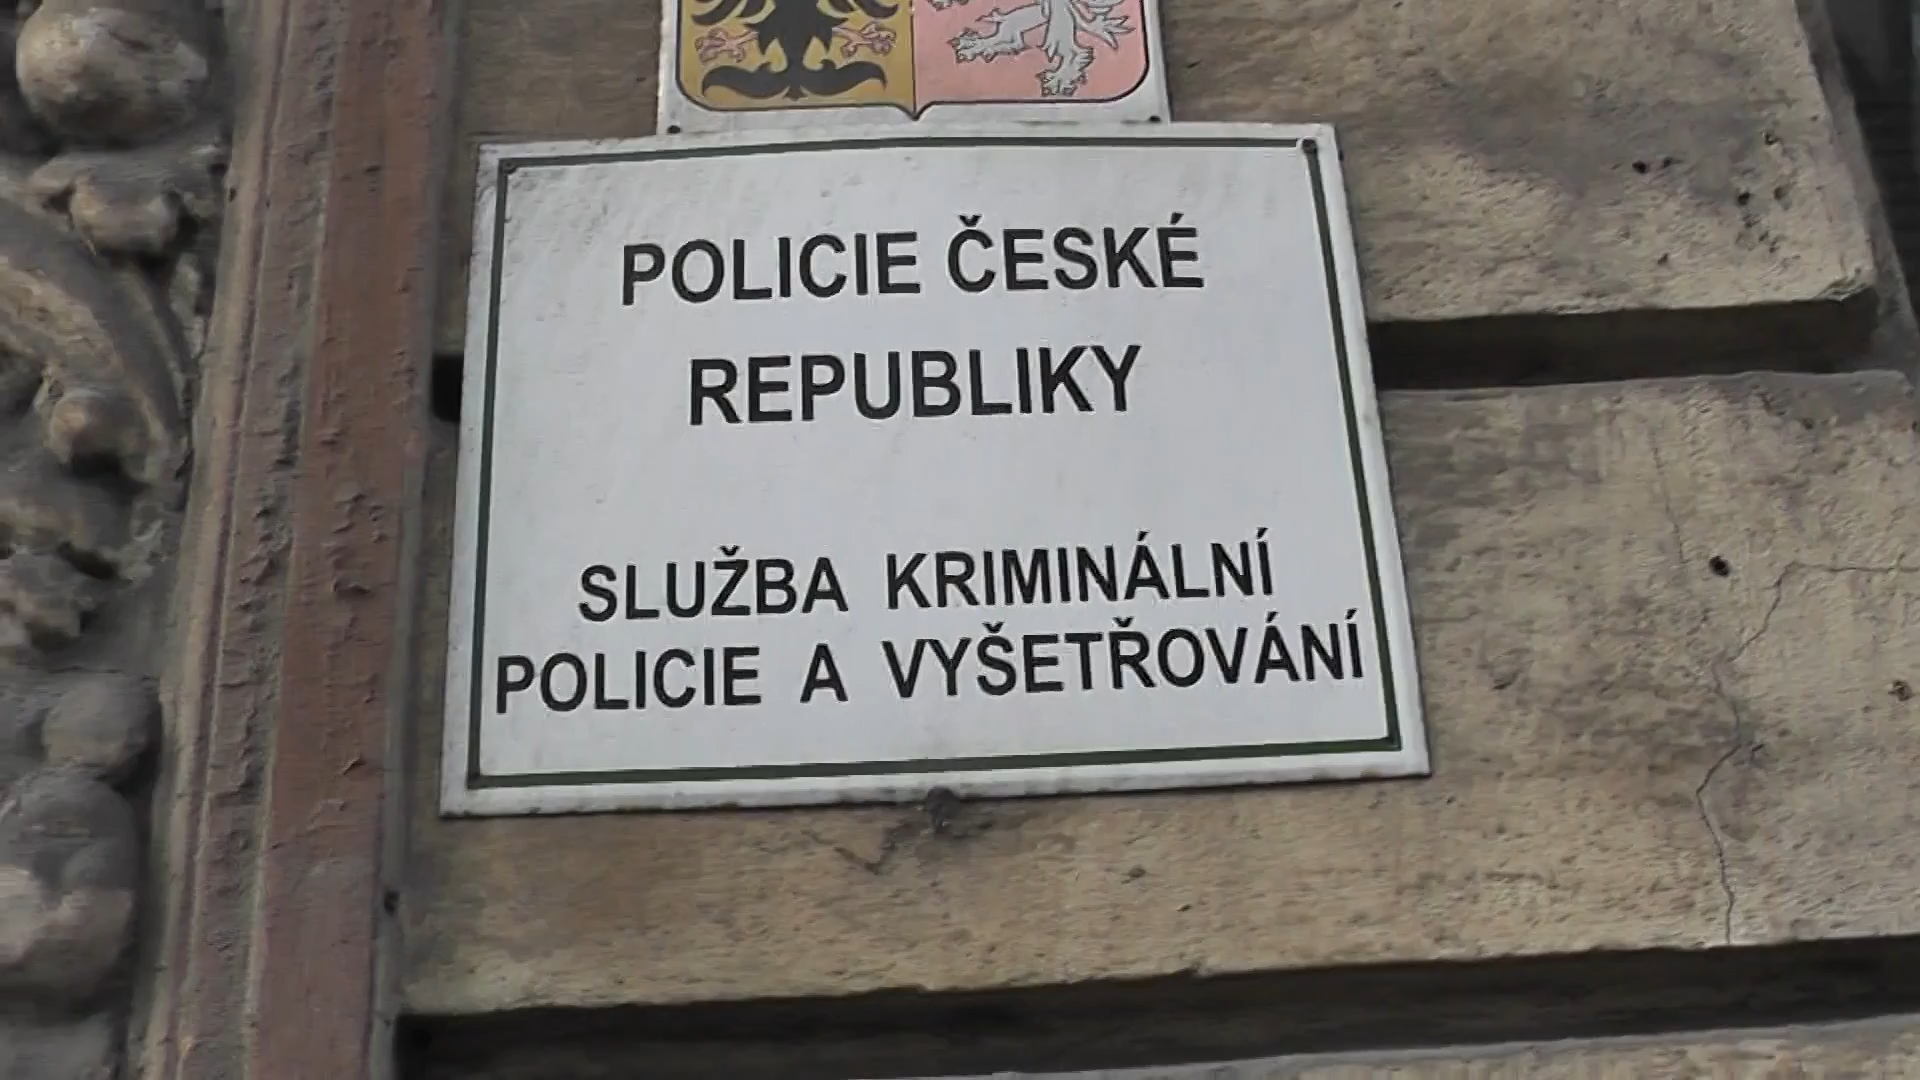 POLICIE ČESKÉ
REPUBLIKY
SLUŽBA KRIMINÁLNÍ
POLICIE A VYŠETŘOVÁNÍ